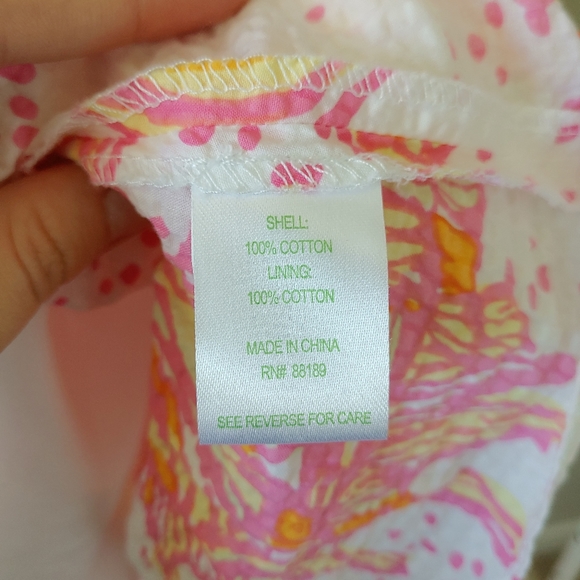 SHELL:
100% COTTON
LINING:
100% COTTON
MADE IN CHINA
RN# 88189
SEE REVERSE FOR CARE